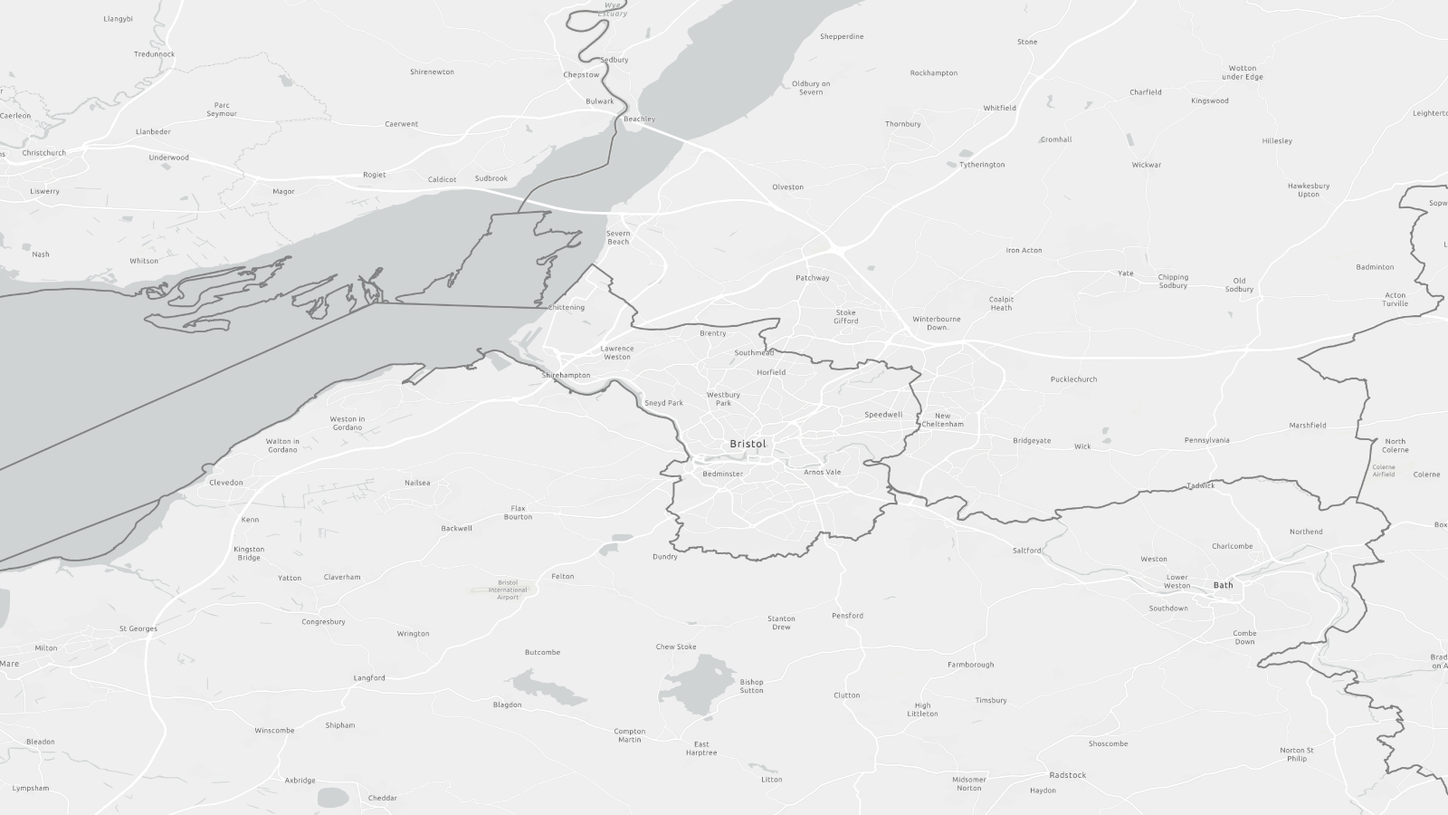 Wye
Estuary
Llangybi
Shepperdine
Stone
Tredunnock
Sedbury
Shirenewton
Chepstow
Rockhampton
Wotton
under Edge
Oldbury on
Severn
Charfield
Kingswood
Parc
Seymour
Bulwark
Whitfield
Caerleon
Beachley
Leighterto
Caerwent
Thornbury
Llanbeder
Cromhall
Hillesley
Christchurch
Underwood
Tytherington
Wickwar
Rogiet
Caldicot
Sudbrook
Liswerry
Magor
Olveston
Hawkesbury
Upton
Sopw
Severn
Beach
Nash
Whitson
Iron Acton
Patchway
Yate
Chipping
Sodbury
Old
Sodbury
Badminton
Acton
Turville
Chittening
Coalpit
Heath
Stoke
Gifford
Winterbourne
Down
Brentry
Lawrence
Weston
Southmead
Shirehampton
Horfield
Pucklechurch
Westbury
Park
Sneyd Park
Speedwell
New
Cheltenham
Weston in
Gordano
Marshfield
Walton in
Gordano
Bristol
Bridgeyate
Wick
Pennsylvania
North
Colerne
Bedminster
Arnos Vale
Colerne
Airfield
Colerne
Clevedon
Nailsea
Tadwick
Flax
Bourton
Kenn
Backwell
Northend
Box
Kingston
Bridge
Dundry
Saltford
Charlcombe
Weston
Yatton
Claverham
Felton
Bristol
International
Airport
Lower
Weston
Bath
Southdown
Congresbury
Pensford
Stanton
Drew
St Georges
Wrington
Combe
Down
Milton
Mare
Butcombe
Chew Stoke
Farmborough
Brad
on A
Langford
Bishop
Sutton
Clutton
Timsbury
Blagdon
High
Littleton
Shipham
Winscombe
Compton
Martin
Bleadon
East
Harptree
Shoscombe
Norton St
Philip
Axbridge
Litton
Radstock
Lympsham
Midsomer
Norton
Haydon
Cheddar